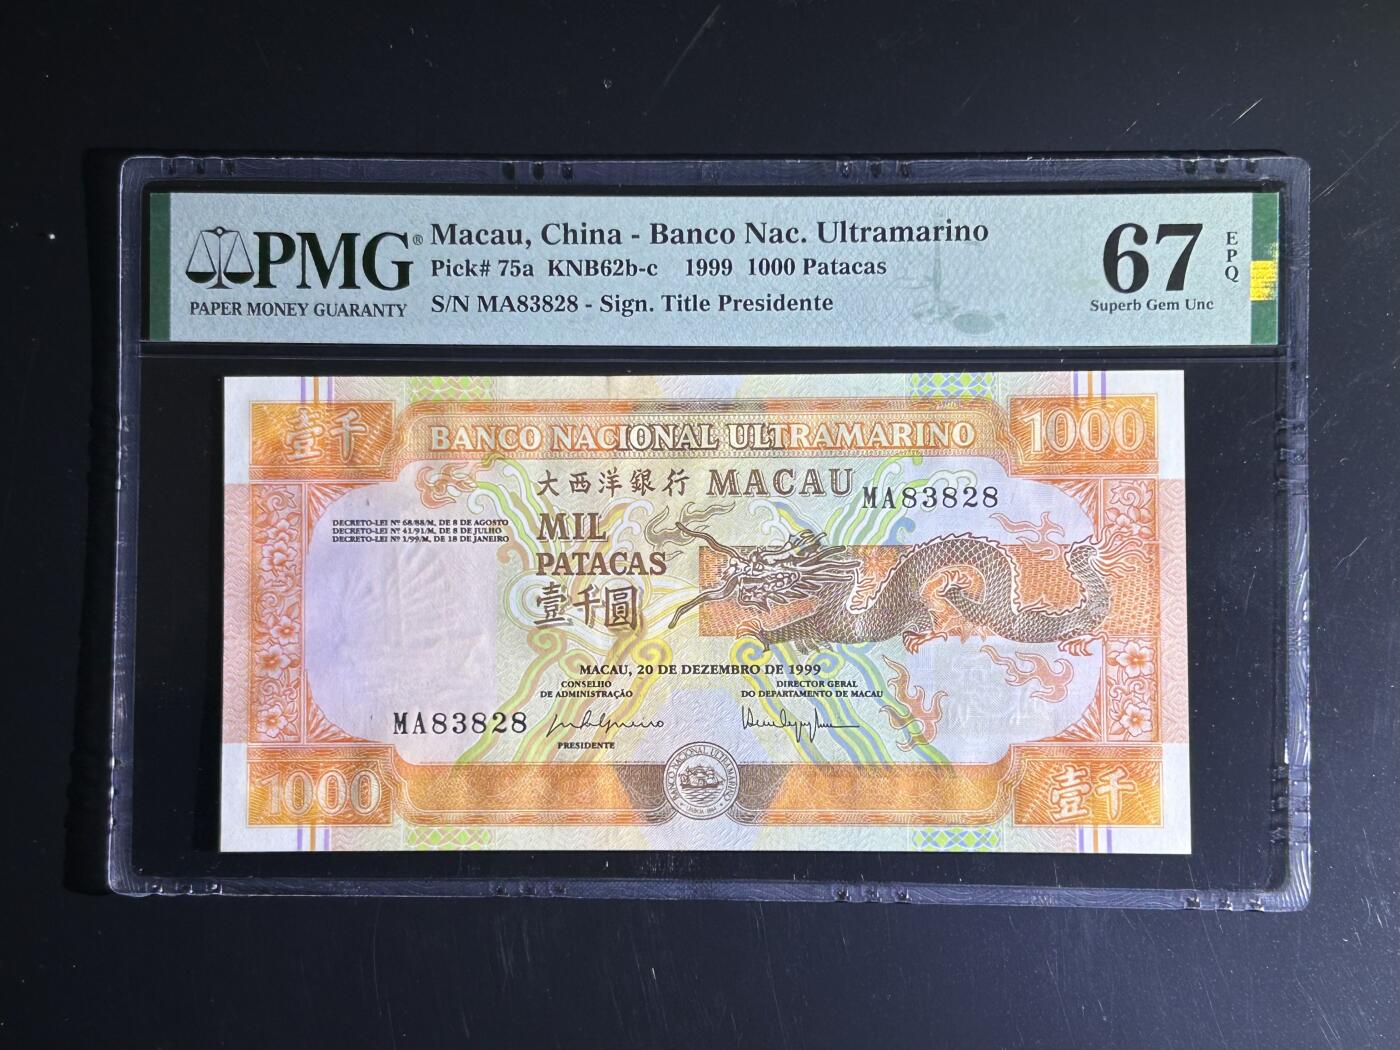 PMG®
PAPER MONEY GUARANTY
Macau, China - Banco Nac. Ultramarino
Pick# 75a KNB62b-c 1999 1000 Patacas
S/N MA83828 - Sign. Title Presidente
67
EPQ
Superb Gem Unc
壹千
BANCO NACIONAL ULTRAMARINO
1000
大西洋銀行 MACAU
MA83828
DECRETO-LEI Nº 68/88/M, DE 8 DE AGOSTO
DECRETO-LEI Nº 41/91/M, DE 8 DE JULHO
DECRETO-LEI Nº 1/99/M, DE 18 DE JANEIRO
MIL
PATACAS
壹千圓
MACAU, 20 DE DEZEMBRO DE 1999
CONSELHO
DE ADMINISTRAÇÃO
DIRECTOR GERAL
DO DEPARTAMENTO DE MACAU
MA83828
PRESIDENTE
BANCO NACIONAL ULTRAMARINO
1000
壹千